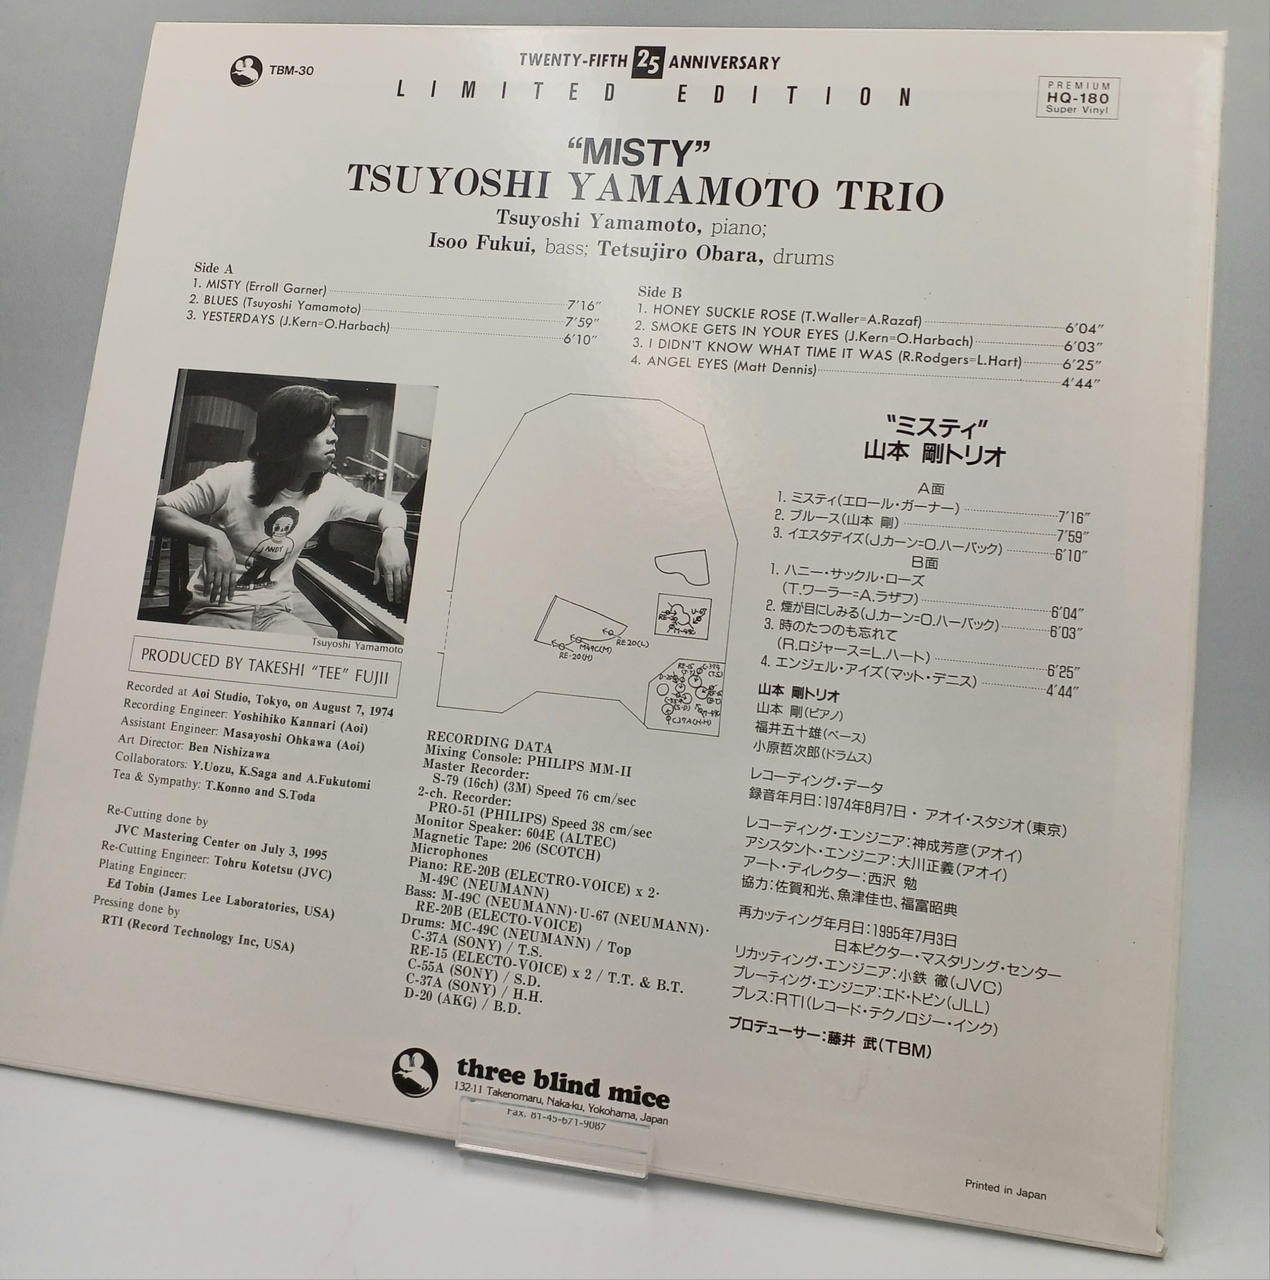 TBM-30
TWENTY-FIFTH 25 ANNIVERSARY
LIMITED EDITION
PREMIUM
HQ-180
Super Vinyl
“MISTY”
TSUYOSHI YAMAMOTO TRIO
Tsuyoshi Yamamoto, piano;
Isoo Fukui, bass; Tetsujiro Obara, drums
Side A
1. MISTY (Erroll Garner) 7'16"
2. BLUES (Tsuyoshi Yamamoto) 7'59"
3. YESTERDAYS (J.Kern=O.Harbach) 6'10"
Side B
1. HONEY SUCKLE ROSE (T.Waller=A.Razaf) 6'04"
2. SMOKE GETS IN YOUR EYES (J.Kern=O.Harbach) 6'03"
3. I DIDN'T KNOW WHAT TIME IT WAS (R.Rodgers=L.Hart) 6'25"
4. ANGEL EYES (Matt Dennis) 4'44"
ANDY
Tsuyoshi Yamamoto
PRODUCED BY TAKESHI “TEE” FUJII
Recorded at Aoi Studio, Tokyo, on August 7, 1974
Recording Engineer: Yoshihiko Kannari (Aoi)
Assistant Engineer: Masayoshi Ohkawa (Aoi)
Art Director: Ben Nishizawa
Collaborators: Y.Uozu, K.Saga and A.Fukutomi
Tea & Sympathy: T.Konno and S.Toda
Re-Cutting done by
JVC Mastering Center on July 3, 1995
Re-Cutting Engineer: Tohru Kotetsu (JVC)
Plating Engineer:
Ed Tobin (James Lee Laboratories, USA)
Pressing done by
RTI (Record Technology Inc, USA)
RE-20(L)
M49C(M)
RE-20(H)
U-67
M-49C
C37A(H·H)
RECORDING DATA
Mixing Console: PHILIPS MM-II
Master Recorder:
S-79 (16ch) (3M) Speed 76 cm/sec
2-ch. Recorder:
PRO-51 (PHILIPS) Speed 38 cm/sec
Monitor Speaker: 604E (ALTEC)
Magnetic Tape: 206 (SCOTCH)
Microphones
Piano: RE-20B (ELECTRO-VOICE) x 2·
M-49C (NEUMANN)
Bass: M-49C (NEUMANN)·U-67 (NEUMANN)·
RE-20B (ELECTO-VOICE)
Drums: MC-49C (NEUMANN) / Top
C-37A (SONY) / T.S.
RE-15 (ELECTO-VOICE) x 2 / T.T. & B.T.
C-55A (SONY) / S.D.
C-37A (SONY) / H.H.
D-20 (AKG) / B.D.
“ミスティ”
山本 剛トリオ
A面
1. ミスティ(エロール・ガーナー) 7'16"
2. ブルース(山本 剛) 7'59"
3. イエスタデイズ(J.カーン=O.ハーバック) 6'10"
B面
1. ハニー・サックル・ローズ
(T.ワーラー=A.ラザフ) 6'04"
2. 煙が目にしみる(J.カーン=O.ハーバック) 6'03"
3. 時のたつのも忘れて
(R.ロジャース=L.ハート) 6'25"
4. エンジェル・アイズ(マット・デニス) 4'44"
山本 剛トリオ
山本 剛(ピアノ)
福井五十雄(ベース)
小原哲次郎(ドラムス)
レコーディング・データ
録音年月日:1974年8月7日・アオイ・スタジオ(東京)
レコーディング・エンジニア:神成芳彦(アオイ)
アシスタント・エンジニア:大川正義(アオイ)
アート・ディレクター:西沢 勉
協力:佐賀和光、魚津佳也、福富昭典
再カッティング年月日:1995年7月3日
日本ビクター・マスタリング・センター
リカッティング・エンジニア:小鉄 徹(JVC)
プレーティング・エンジニア:エド・トビン(JLL)
プレス:RTI(レコード・テクノロジー・インク)
プロデューサー:藤井 武(TBM)
three blind mice
132-11 Takenomaru, Naka-ku, Yokohama, Japan
Fax. 81-45-671-9087
Printed in Japan